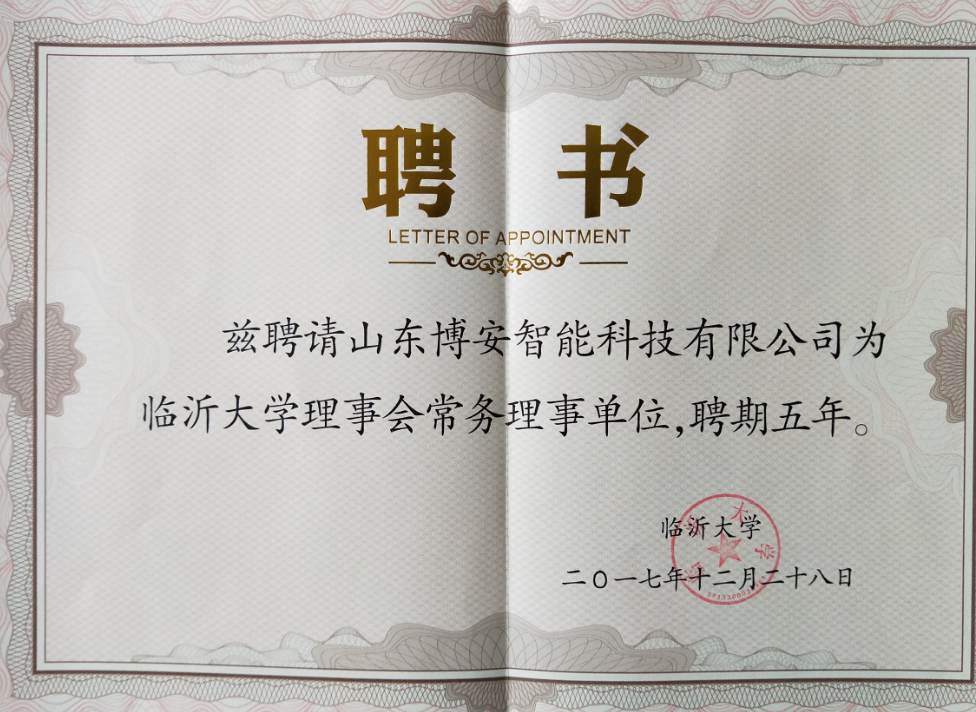 聘 书
LETTER OF APPOINTMENT
兹聘请山东博安智能科技有限公司为
临沂大学理事会常务理事单位,聘期五年。
临沂大学
二〇一七年十二月二十八日